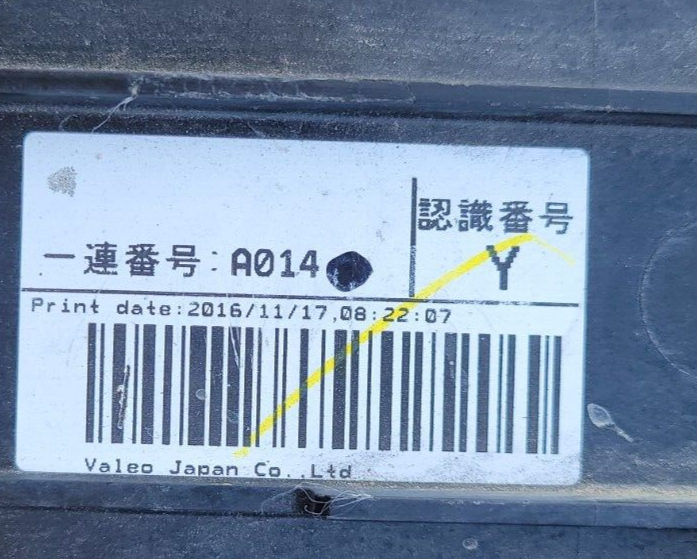 認識番号
一連番号:A014
Y
Print date:2016/11/17,08:22:07
Valeo Japan Co.,Ltd